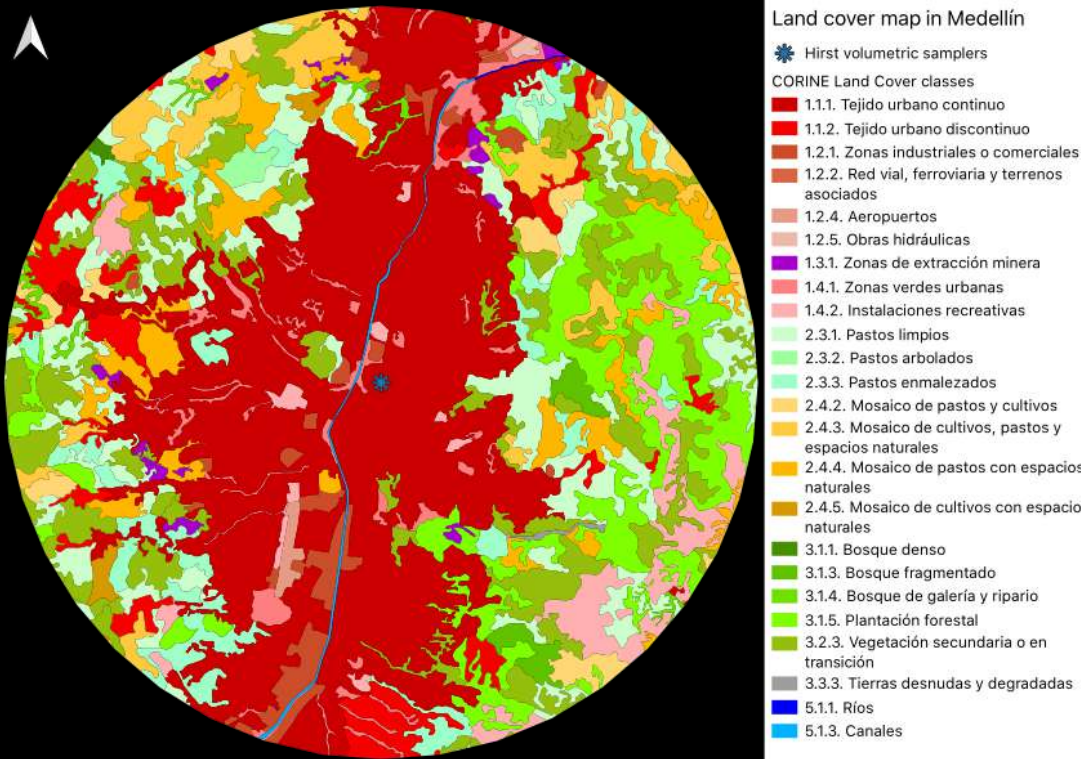 Land cover map in Medellín
Hirst volumetric samplers
CORINE Land Cover classes
1.1.1. Tejido urbano continuo
1.1.2. Tejido urbano discontinuo
1.2.1. Zonas industriales o comerciales
1.2.2. Red vial, ferroviaria y terrenos
asociados
1.2.4. Aeropuertos
1.2.5. Obras hidráulicas
1.3.1. Zonas de extracción minera
1.4.1. Zonas verdes urbanas
1.4.2. Instalaciones recreativas
2.3.1. Pastos limpios
2.3.2. Pastos arbolados
2.3.3. Pastos enmalezados
2.4.2. Mosaico de pastos y cultivos
2.4.3. Mosaico de cultivos, pastos y
espacios naturales
2.4.4. Mosaico de pastos con espacios
naturales
2.4.5. Mosaico de cultivos con espacio
naturales
3.1.1. Bosque denso
3.1.3. Bosque fragmentado
3.1.4. Bosque de galería y ripario
3.1.5. Plantación forestal
3.2.3. Vegetación secundaria o en
transición
3.3.3. Tierras desnudas y degradadas
5.1.1. Ríos
5.1.3. Canales